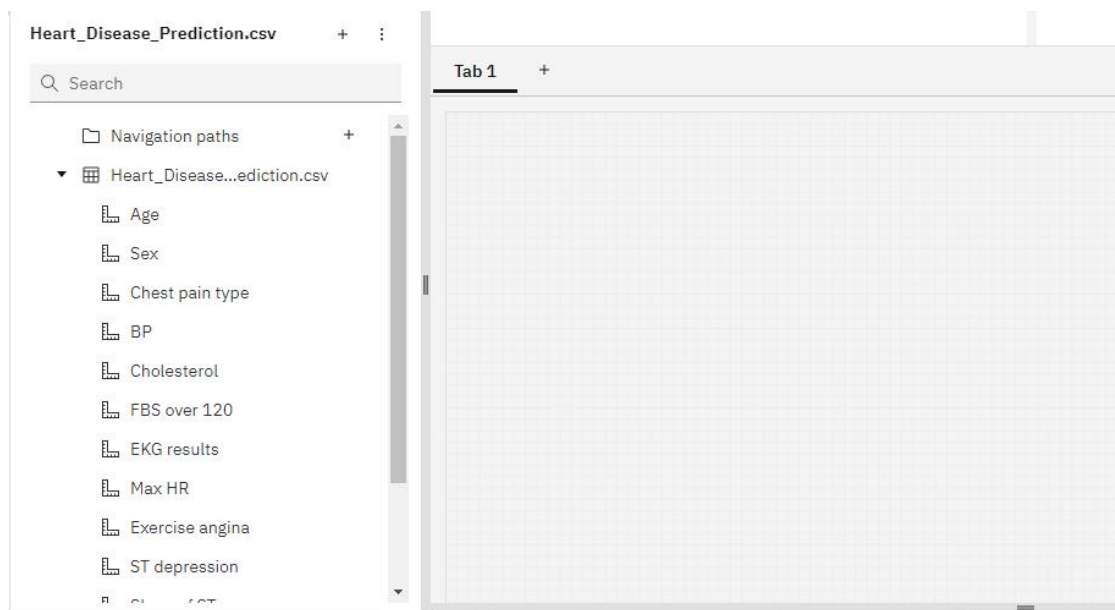 Heart_Disease_Prediction.csv
Tab 1
Search
Navigation paths
Heart_Disease...ediction.csv
Age
Sex
Chest pain type
BP
Cholesterol
FBS over 120
EKG results
Max HR
Exercise angina
ST depression